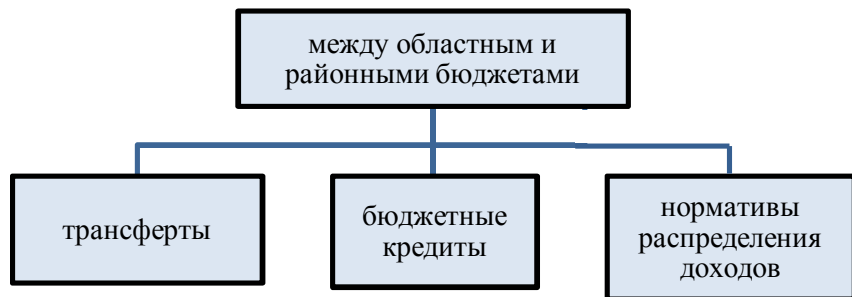 между областным и
районными бюджетами
трансферты
бюджетные
кредиты
нормативы
распределения
доходов